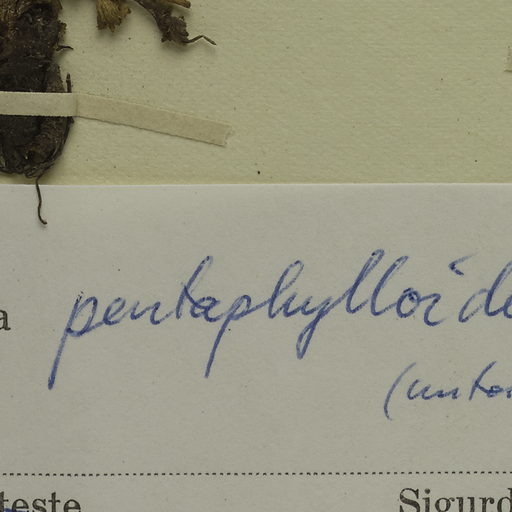 a pentaphylloide
(unter
teste Sigurd